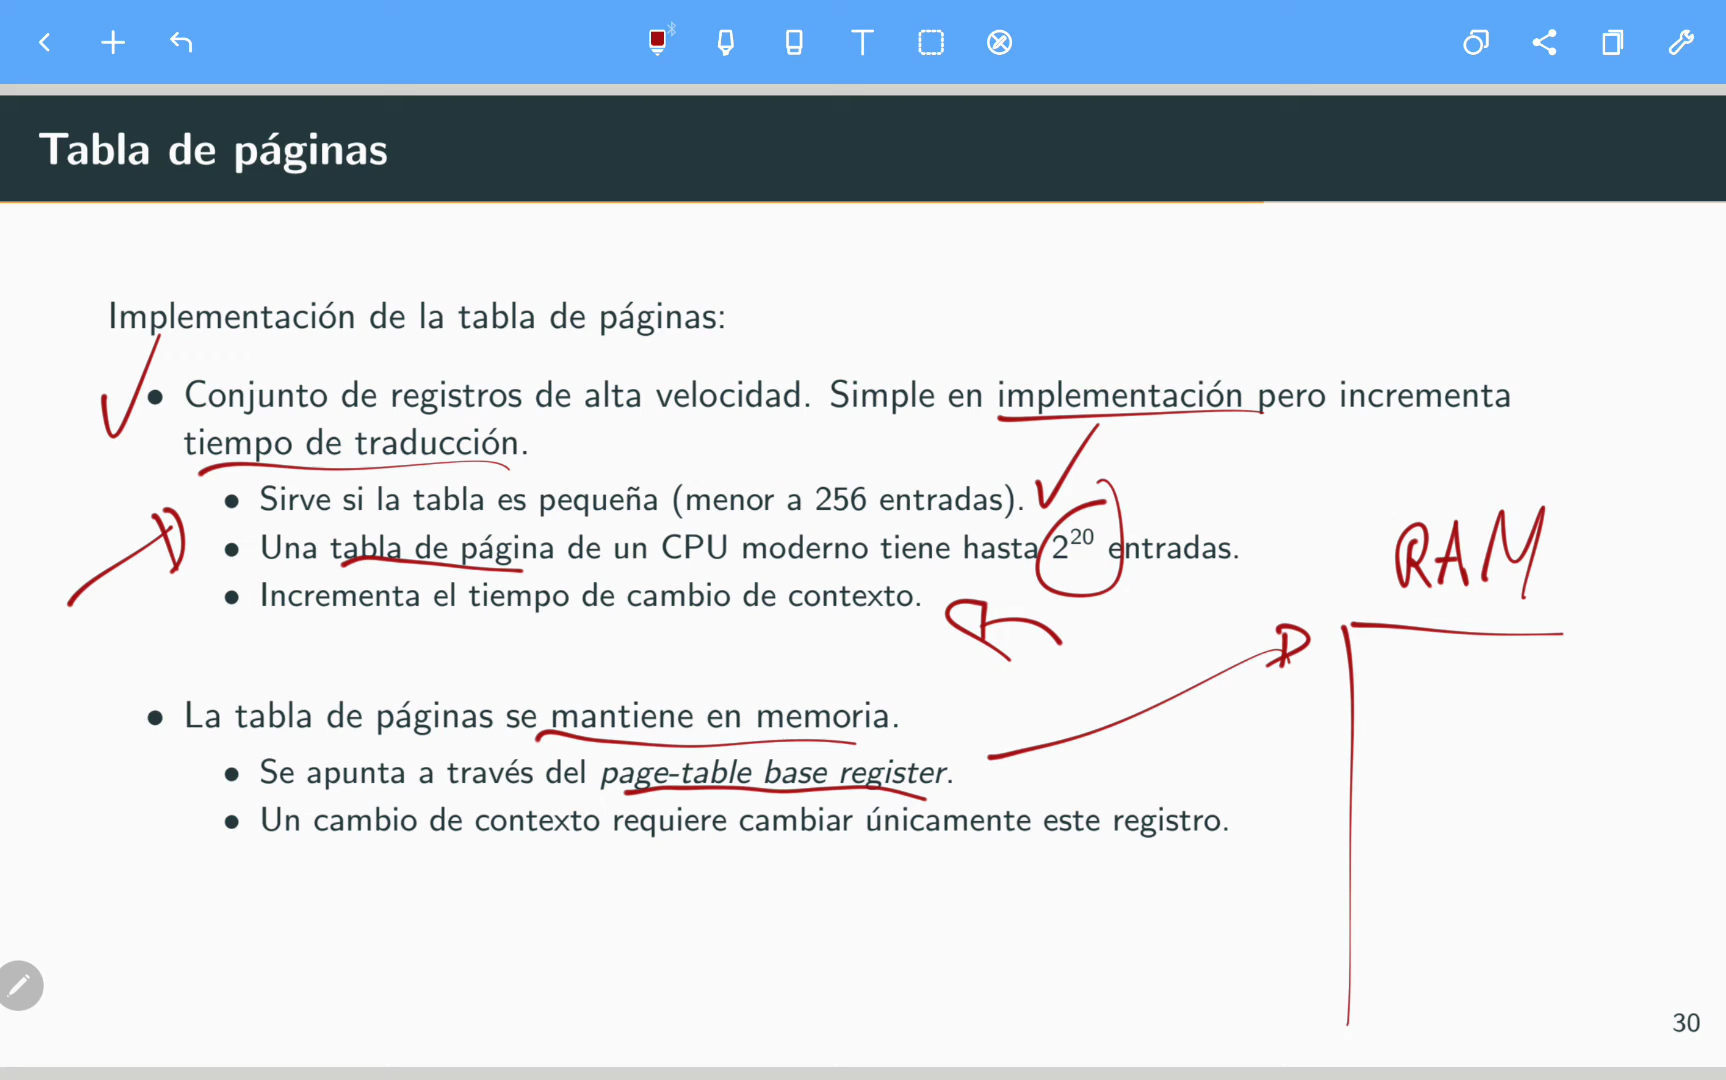 Tabla de páginas
Implementación de la tabla de páginas:
• Conjunto de registros de alta velocidad. Simple en implementación pero incrementa
tiempo de traducción.
• Sirve si la tabla es pequeña (menor a 256 entradas).
• Una tabla de página de un CPU moderno tiene hasta 2²⁰ entradas.
• Incrementa el tiempo de cambio de contexto.
RAM
• La tabla de páginas se mantiene en memoria.
• Se apunta a través del page-table base register.
• Un cambio de contexto requiere cambiar únicamente este registro.
30